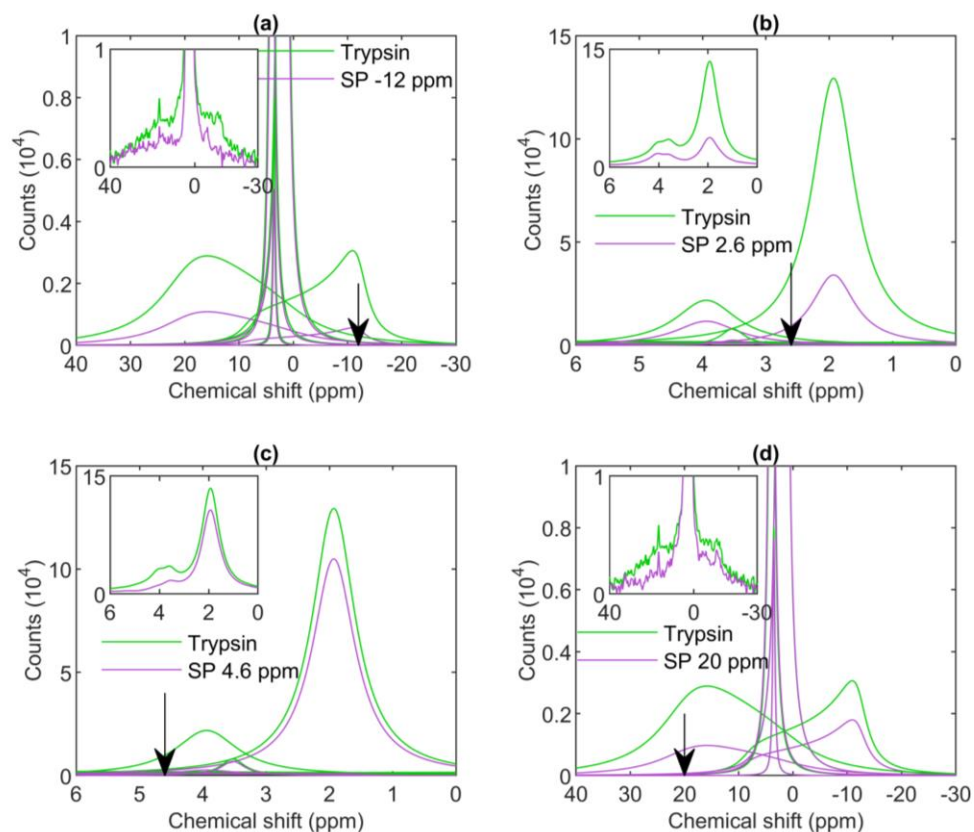 (a)
1
0.8
0.6
0.4
0.2
0
Counts (10⁴)
40 30 20 10 0 -10 -20 -30
Chemical shift (ppm)
1
0
40 0 -30
Trypsin
SP -12 ppm
(b)
15
10
5
0
Counts (10⁴)
6 5 4 3 2 1 0
Chemical shift (ppm)
15
0
6 4 2 0
Trypsin
SP 2.6 ppm
(c)
15
10
5
0
Counts (10⁴)
6 5 4 3 2 1 0
Chemical shift (ppm)
15
0
6 4 2 0
Trypsin
SP 4.6 ppm
(d)
1
0.8
0.6
0.4
0.2
0
Counts (10⁴)
40 30 20 10 0 -10 -20 -30
Chemical shift (ppm)
1
0
40 0 -30
Trypsin
SP 20 ppm